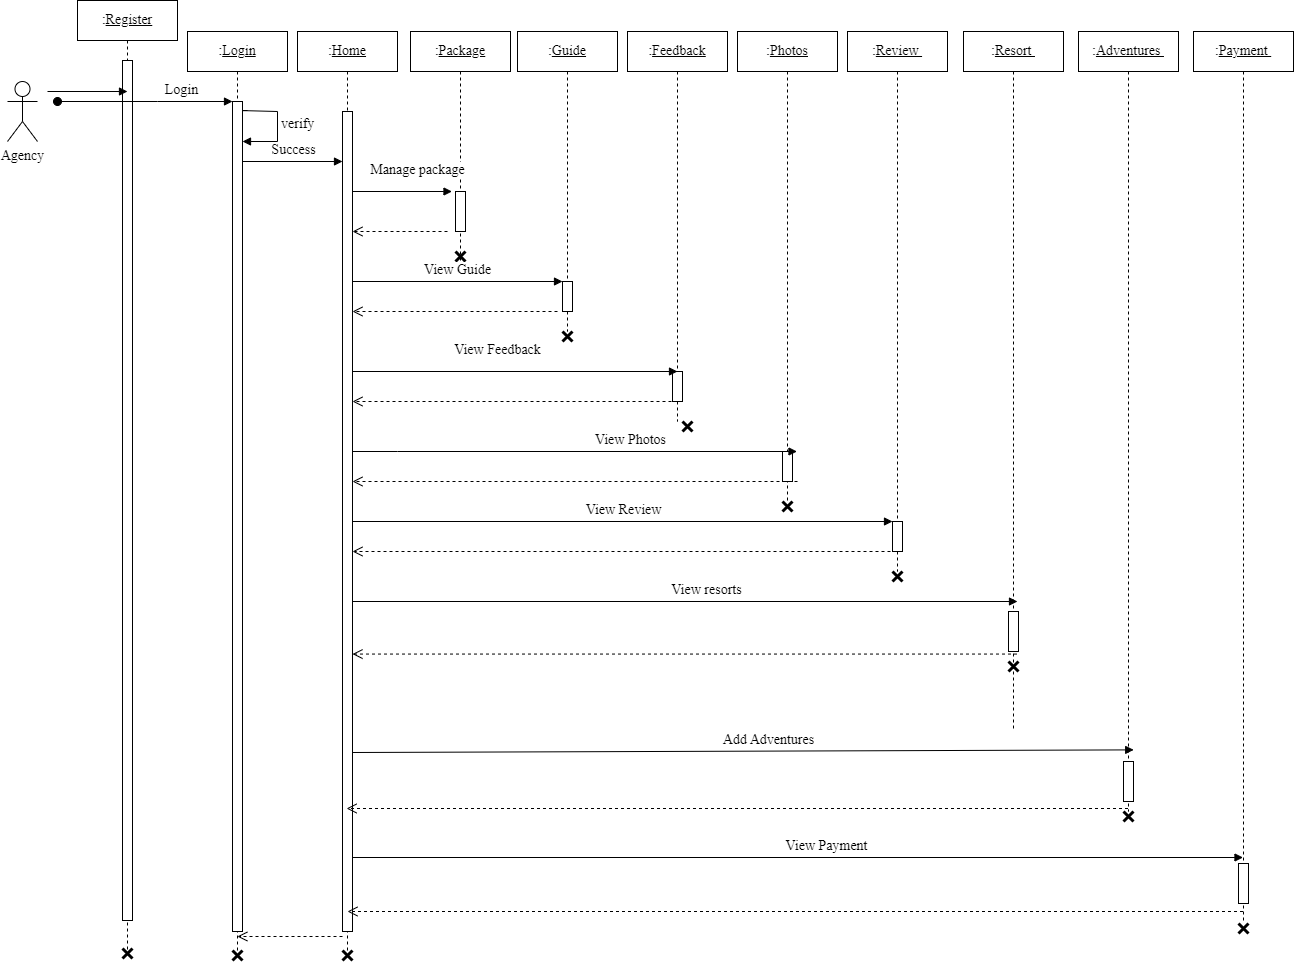 :Register
:Login
:Home
:Package
:Guide
:Feedback
:Photos
:Review
:Resort
:Adventures
:Payment
Agency
Login
verify
Success
Manage package
View Guide
View Feedback
View Photos
View Review
View resorts
Add Adventures
View Payment